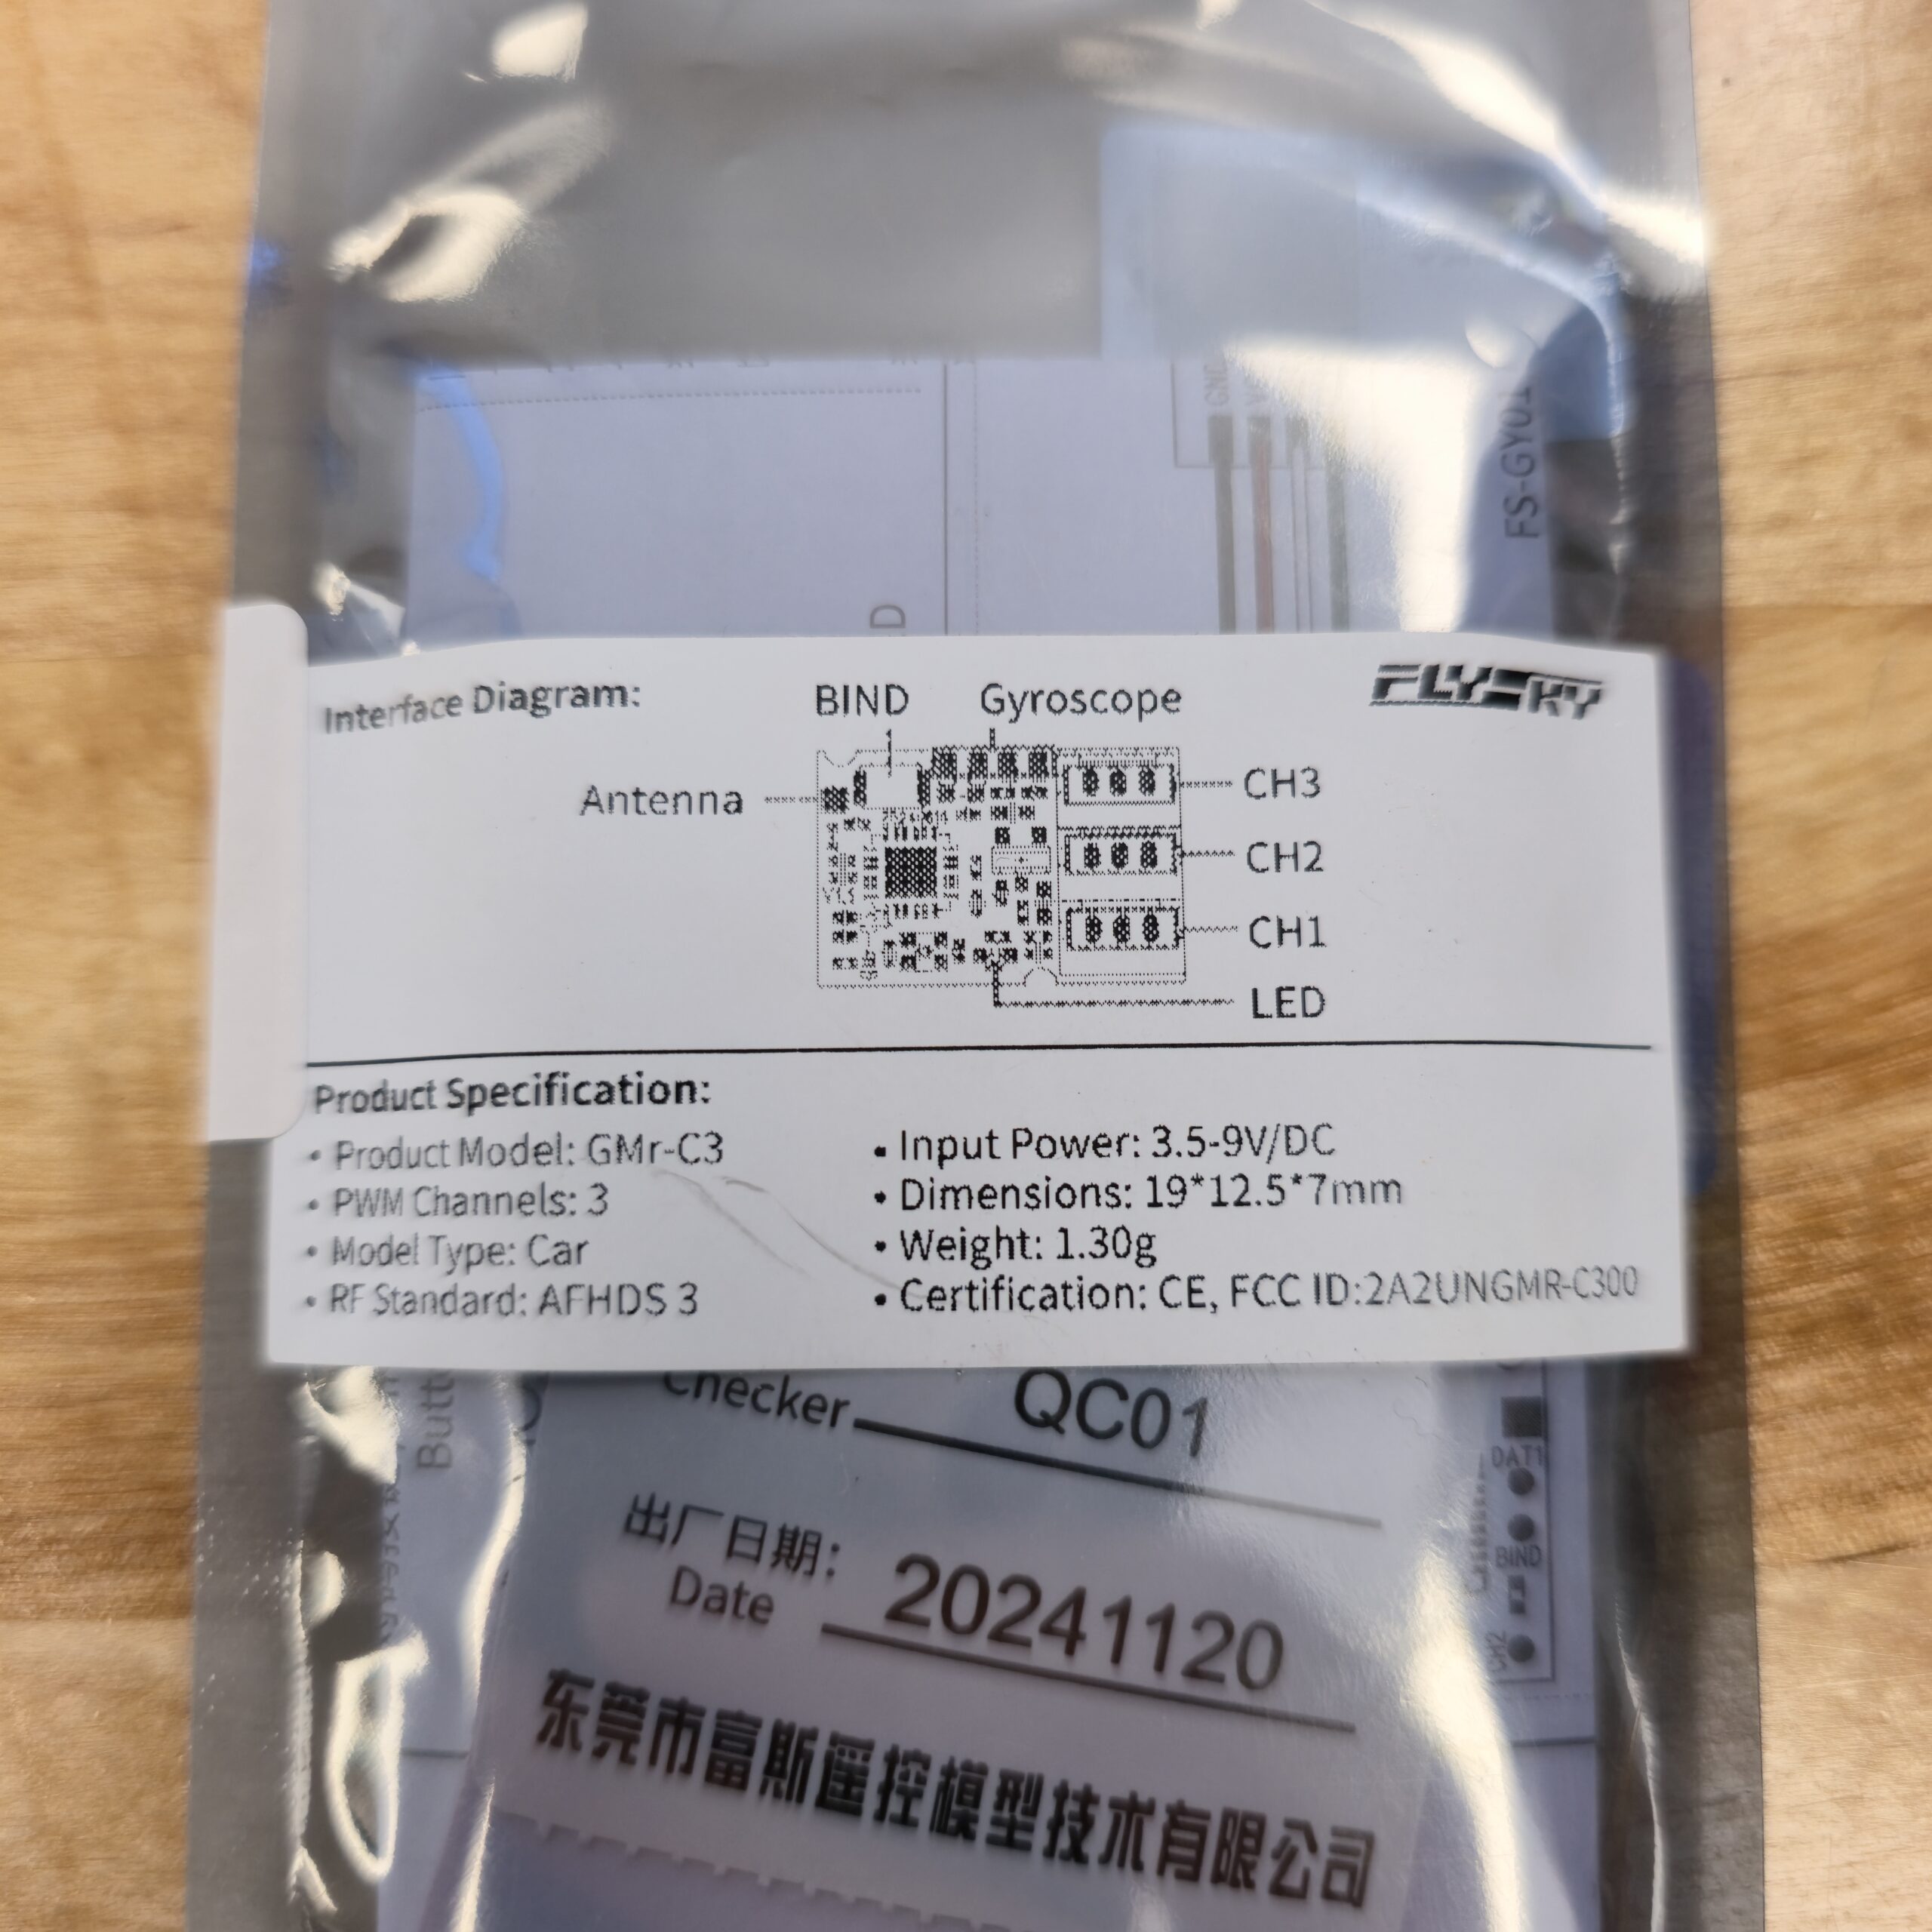 GND
FS-GY01
Interface Diagram:
BIND
Gyroscope
FLYSKY
Antenna
CH3
CH2
CH1
LED
Product Specification:
• Product Model: GMr-C3
• PWM Channels: 3
• Model Type: Car
• RF Standard: AFHDS 3
• Input Power: 3.5-9V/DC
• Dimensions: 19*12.5*7mm
• Weight: 1.30g
• Certification: CE, FCC ID:2A2UNGMR-C300
Checker QC01
出厂日期:
Date 20241120
东莞市富斯遥控模型技术有限公司
DAT1
BIND
CH2